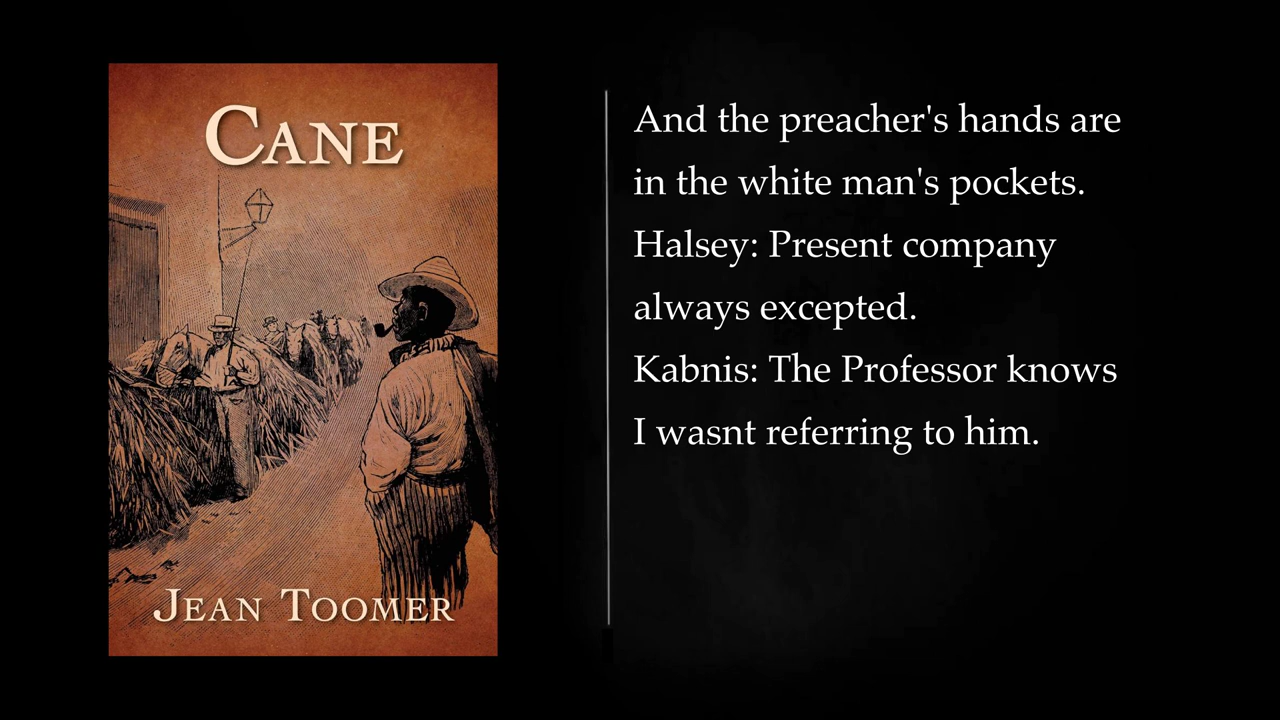 CANE
JEAN TOOMER
And the preacher's hands are
in the white man's pockets.
Halsey: Present company
always excepted.
Kabnis: The Professor knows
I wasnt referring to him.